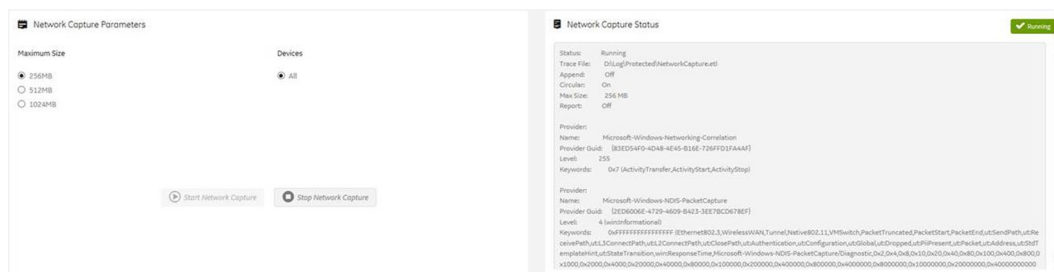 Network Capture Parameters
Maximum Size
Devices
256MB
All
512MB
1024MB
Start Network Capture
Stop Network Capture
Network Capture Status
Running
Status: Running
Trace File: D:\Log\Protected\NetworkCapture.etl
Append: Off
Circular: On
Max Size: 256 MB
Report: Off
Provider:
Name: Microsoft-Windows-Networking-Correlation
Provider Guid: {83ED54F0-4D48-4E45-B16E-726FFD1FA4AF}
Level: 255
Keywords: 0x7 (ActivityTransfer,ActivityStart,ActivityStop)
Provider:
Name: Microsoft-Windows-NDIS-PacketCapture
Provider Guid: {2ED6006E-4729-4609-B423-3EE7BCD678EF}
Level: 4 (win:Informational)
Keywords: 0xFFFFFFFFFFFFFFFF (Ethernet802.3,WirelessWAN,Tunnel,Native802.11,VMSwitch,PacketTruncated,PacketStart,PacketEnd,ut:SendPath,ut:Re
ceivePath,ut:L3ConnectPath,ut:L2ConnectPath,ut:ClosePath,ut:Authentication,ut:Configuration,ut:Global,ut:Dropped,ut:PiiPresent,ut:Packet,ut:Address,ut:StdT
emplateHint,ut:StateTransition,win:ResponseTime,Microsoft-Windows-NDIS-PacketCapture/Diagnostic,0x2,0x4,0x8,0x10,0x20,0x40,0x80,0x100,0x400,0x800,0
x1000,0x2000,0x4000,0x20000,0x40000,0x80000,0x100000,0x200000,0x400000,0x800000,0x4000000,0x8000000,0x10000000,0x20000000,0x40000000000